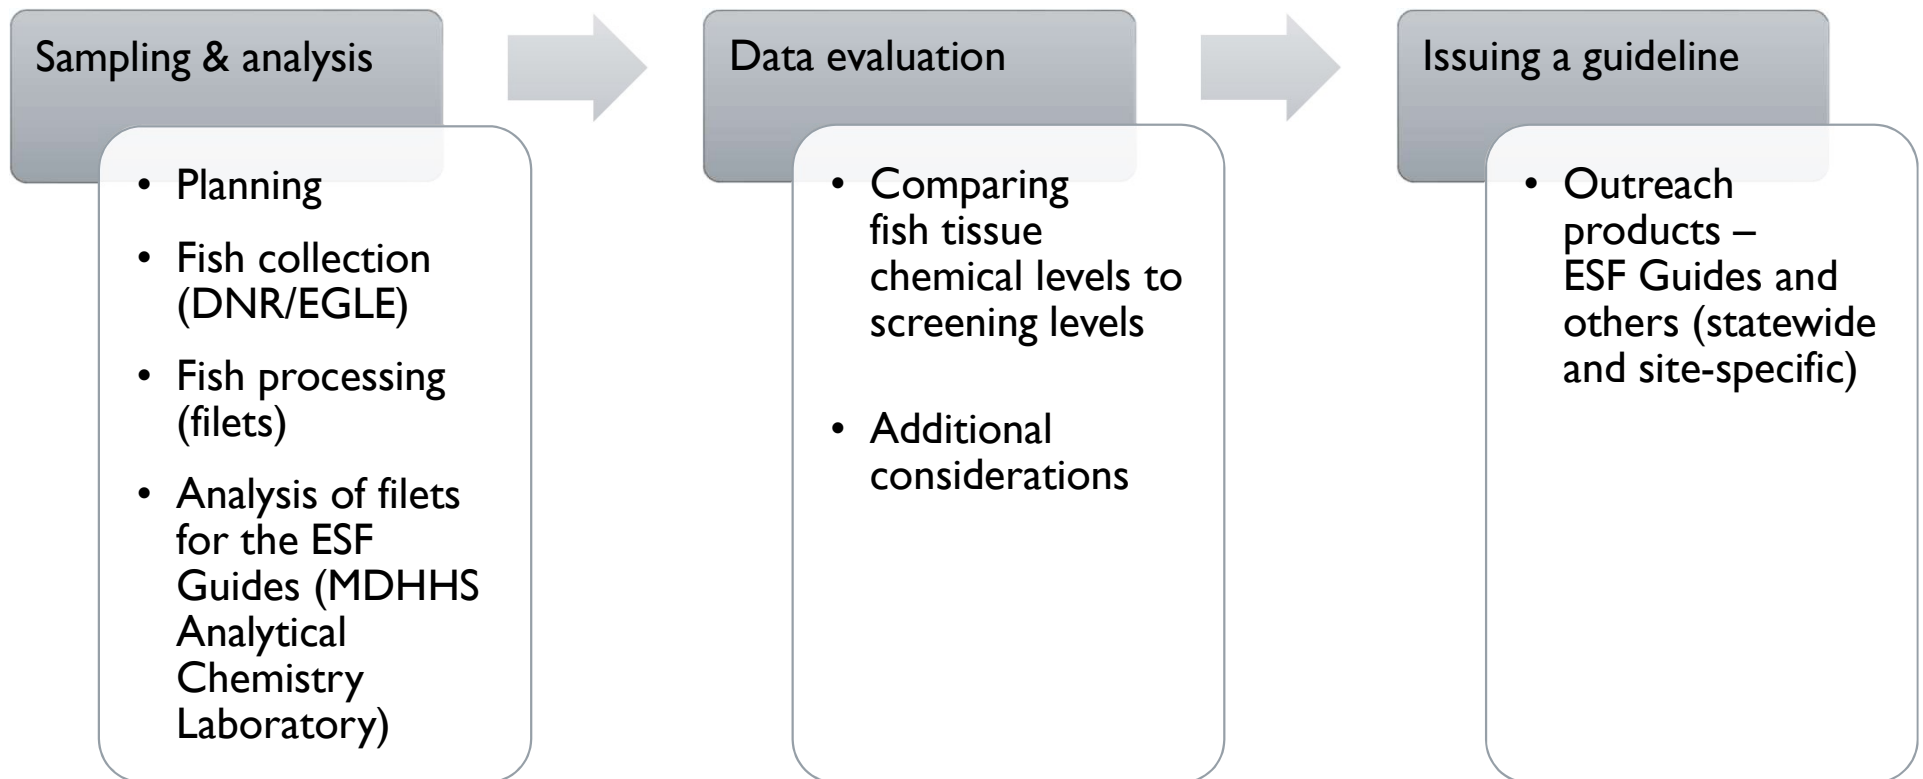 Sampling & analysis
• Planning
• Fish collection
(DNR/EGLE)
• Fish processing
(filets)
• Analysis of filets
for the ESF
Guides (MDHHS
Analytical
Chemistry
Laboratory)
Data evaluation
• Comparing
fish tissue
chemical levels to
screening levels
• Additional
considerations
Issuing a guideline
• Outreach
products –
ESF Guides and
others (statewide
and site-specific)